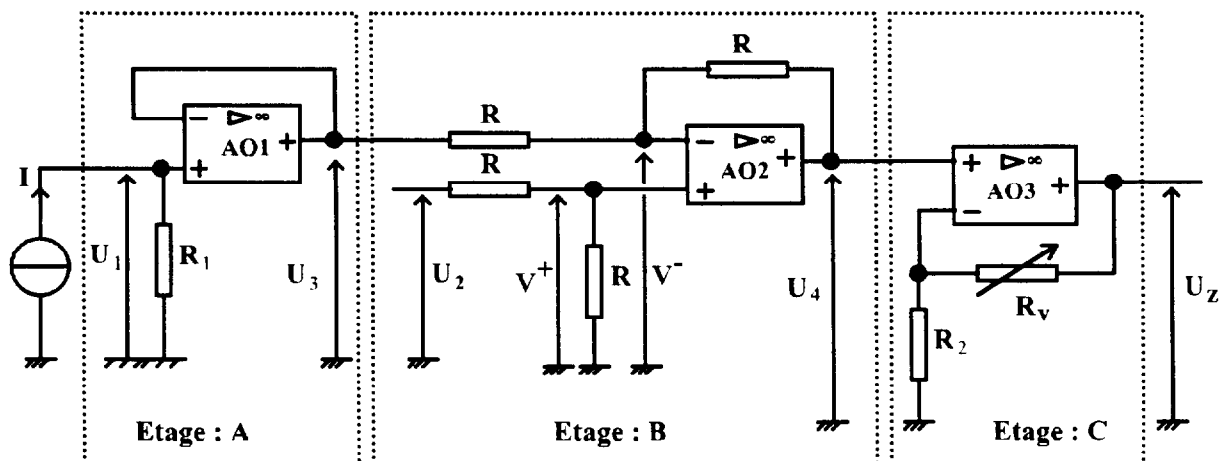 R
- ▷∞
AO1 +
+
R
- ▷∞
AO2 +
+
+ ▷∞
AO3 +
-
R
I
U1
R1
U3
U2
V+
R
V-
U4
Rv
R2
Uz
Etage : A
Etage : B
Etage : C